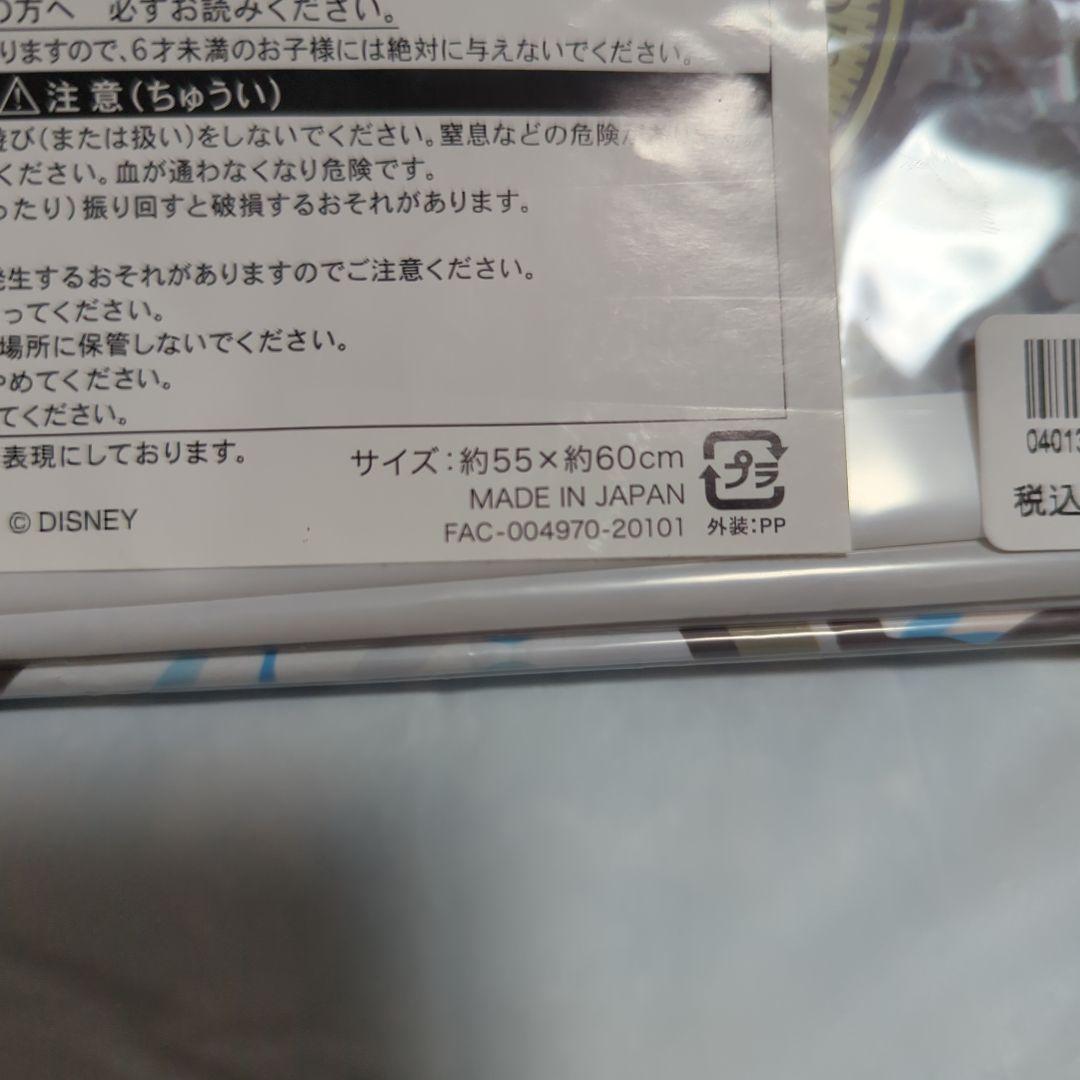 の方へ 必ずお読みください。
りますので、6才未満のお子様には絶対に与えないでください。
注意(ちゅうい)
遊び(または扱い)をしないでください。窒息などの危険があり
ください。血が通わなくなり危険です。
ったり)振り回すと破損するおそれがあります。
発生するおそれがありますのでご注意ください。
ってください。
場所に保管しないでください。
やめてください。
てください。
表現にしております。
サイズ:約55×約60cm
MADE IN JAPAN
© DISNEY
FAC-004970-20101
プラ
外装:PP
04013
税込